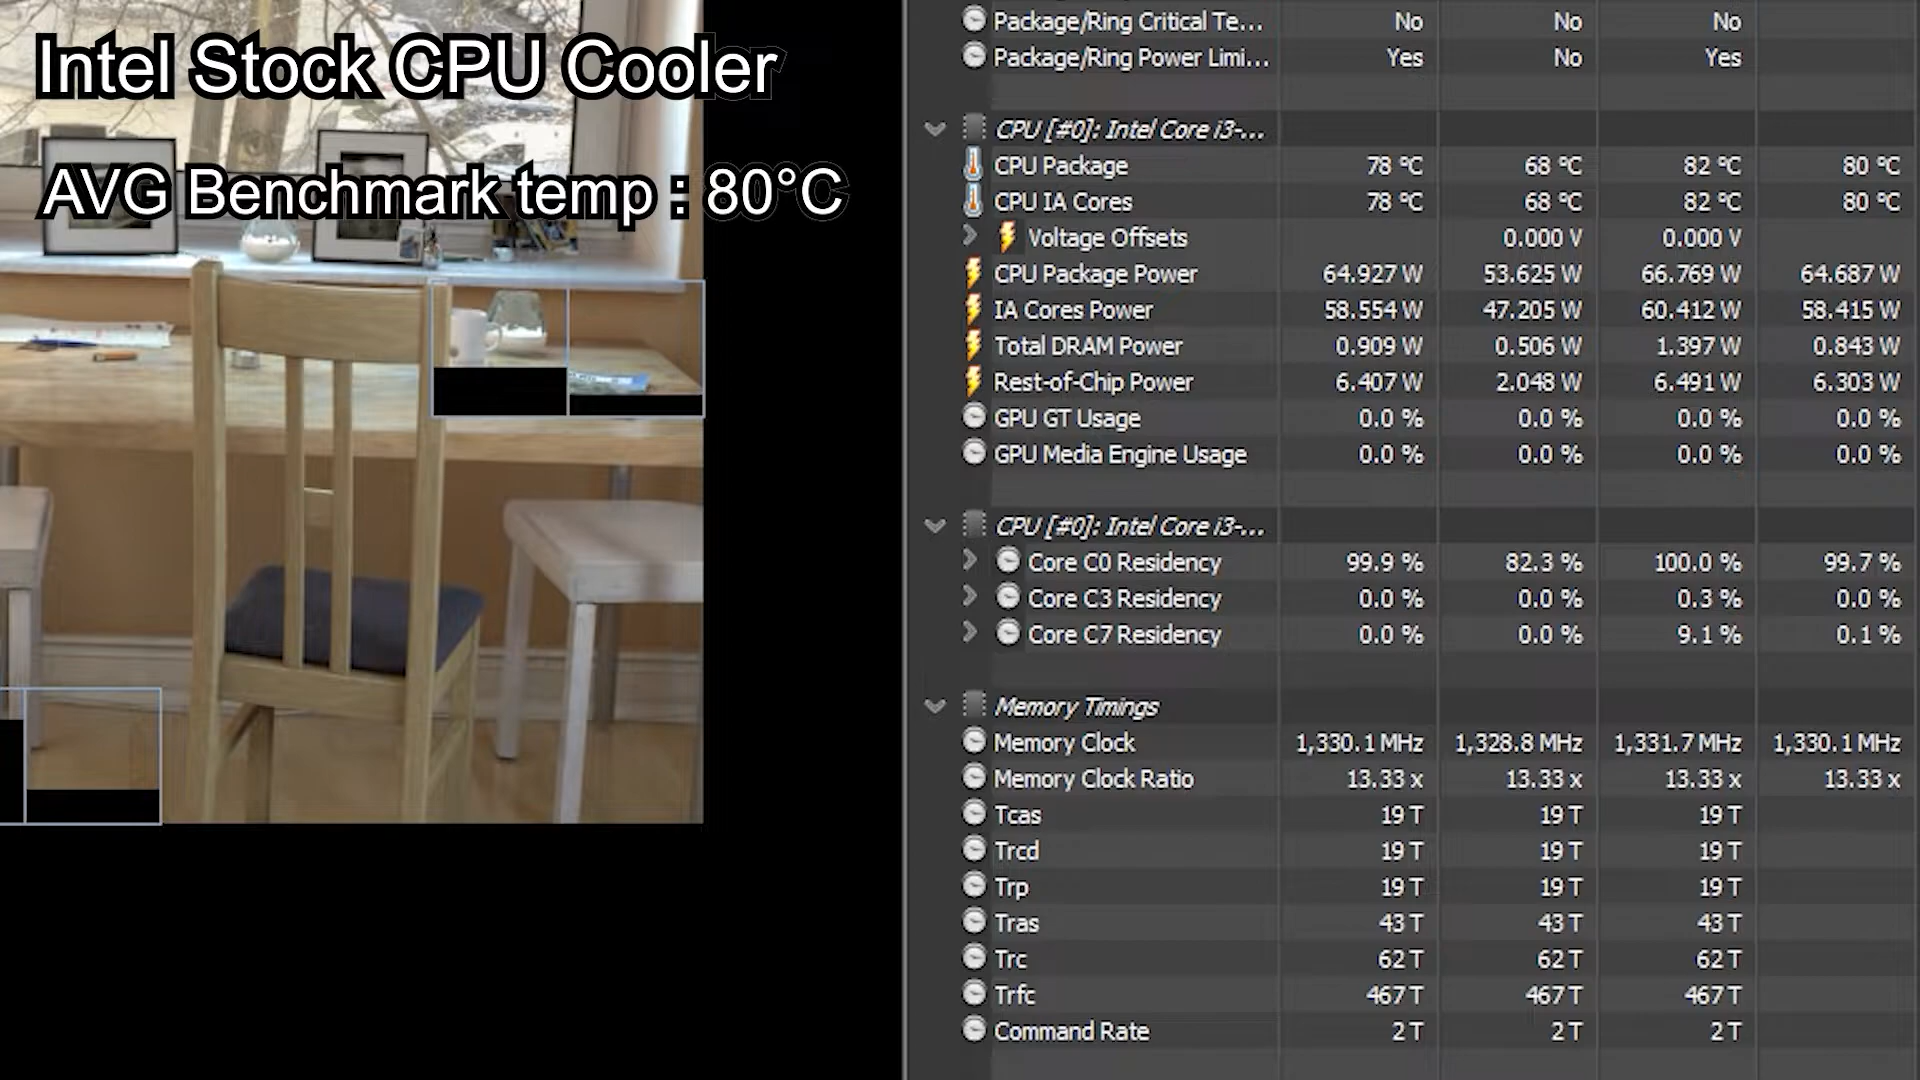 Intel Stock CPU Cooler
AVG Benchmark temp : 80°C
Package/Ring Critical Te... No No No
Package/Ring Power Limi... Yes No Yes
CPU [#0]: Intel Core i3-...
CPU Package 78 °C 68 °C 82 °C 80 °C
CPU IA Cores 78 °C 68 °C 82 °C 80 °C
Voltage Offsets 0.000 V 0.000 V
CPU Package Power 64.927 W 53.625 W 66.769 W 64.687 W
IA Cores Power 58.554 W 47.205 W 60.412 W 58.415 W
Total DRAM Power 0.909 W 0.506 W 1.397 W 0.843 W
Rest-of-Chip Power 6.407 W 2.048 W 6.491 W 6.303 W
GPU GT Usage 0.0 % 0.0 % 0.0 % 0.0 %
GPU Media Engine Usage 0.0 % 0.0 % 0.0 % 0.0 %
CPU [#0]: Intel Core i3-...
Core C0 Residency 99.9 % 82.3 % 100.0 % 99.7 %
Core C3 Residency 0.0 % 0.0 % 0.3 % 0.0 %
Core C7 Residency 0.0 % 0.0 % 9.1 % 0.1 %
Memory Timings
Memory Clock 1,330.1 MHz 1,328.8 MHz 1,331.7 MHz 1,330.1 MHz
Memory Clock Ratio 13.33 x 13.33 x 13.33 x 13.33 x
Tcas 19 T 19 T 19 T
Trcd 19 T 19 T 19 T
Trp 19 T 19 T 19 T
Tras 43 T 43 T 43 T
Trc 62 T 62 T 62 T
Trfc 467 T 467 T 467 T
Command Rate 2 T 2 T 2 T